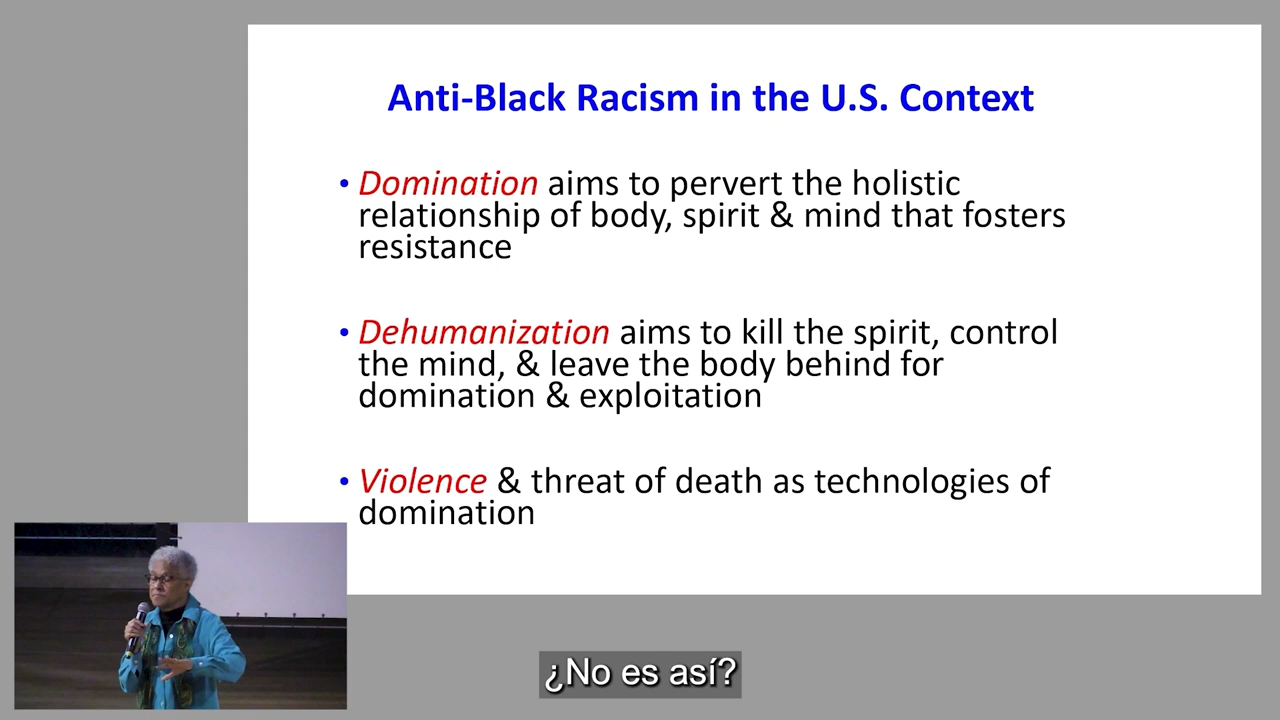 Anti-Black Racism in the U.S. Context
• Domination aims to pervert the holistic
relationship of body, spirit & mind that fosters
resistance
• Dehumanization aims to kill the spirit, control
the mind, & leave the body behind for
domination & exploitation
• Violence & threat of death as technologies of
domination
¿No es así?